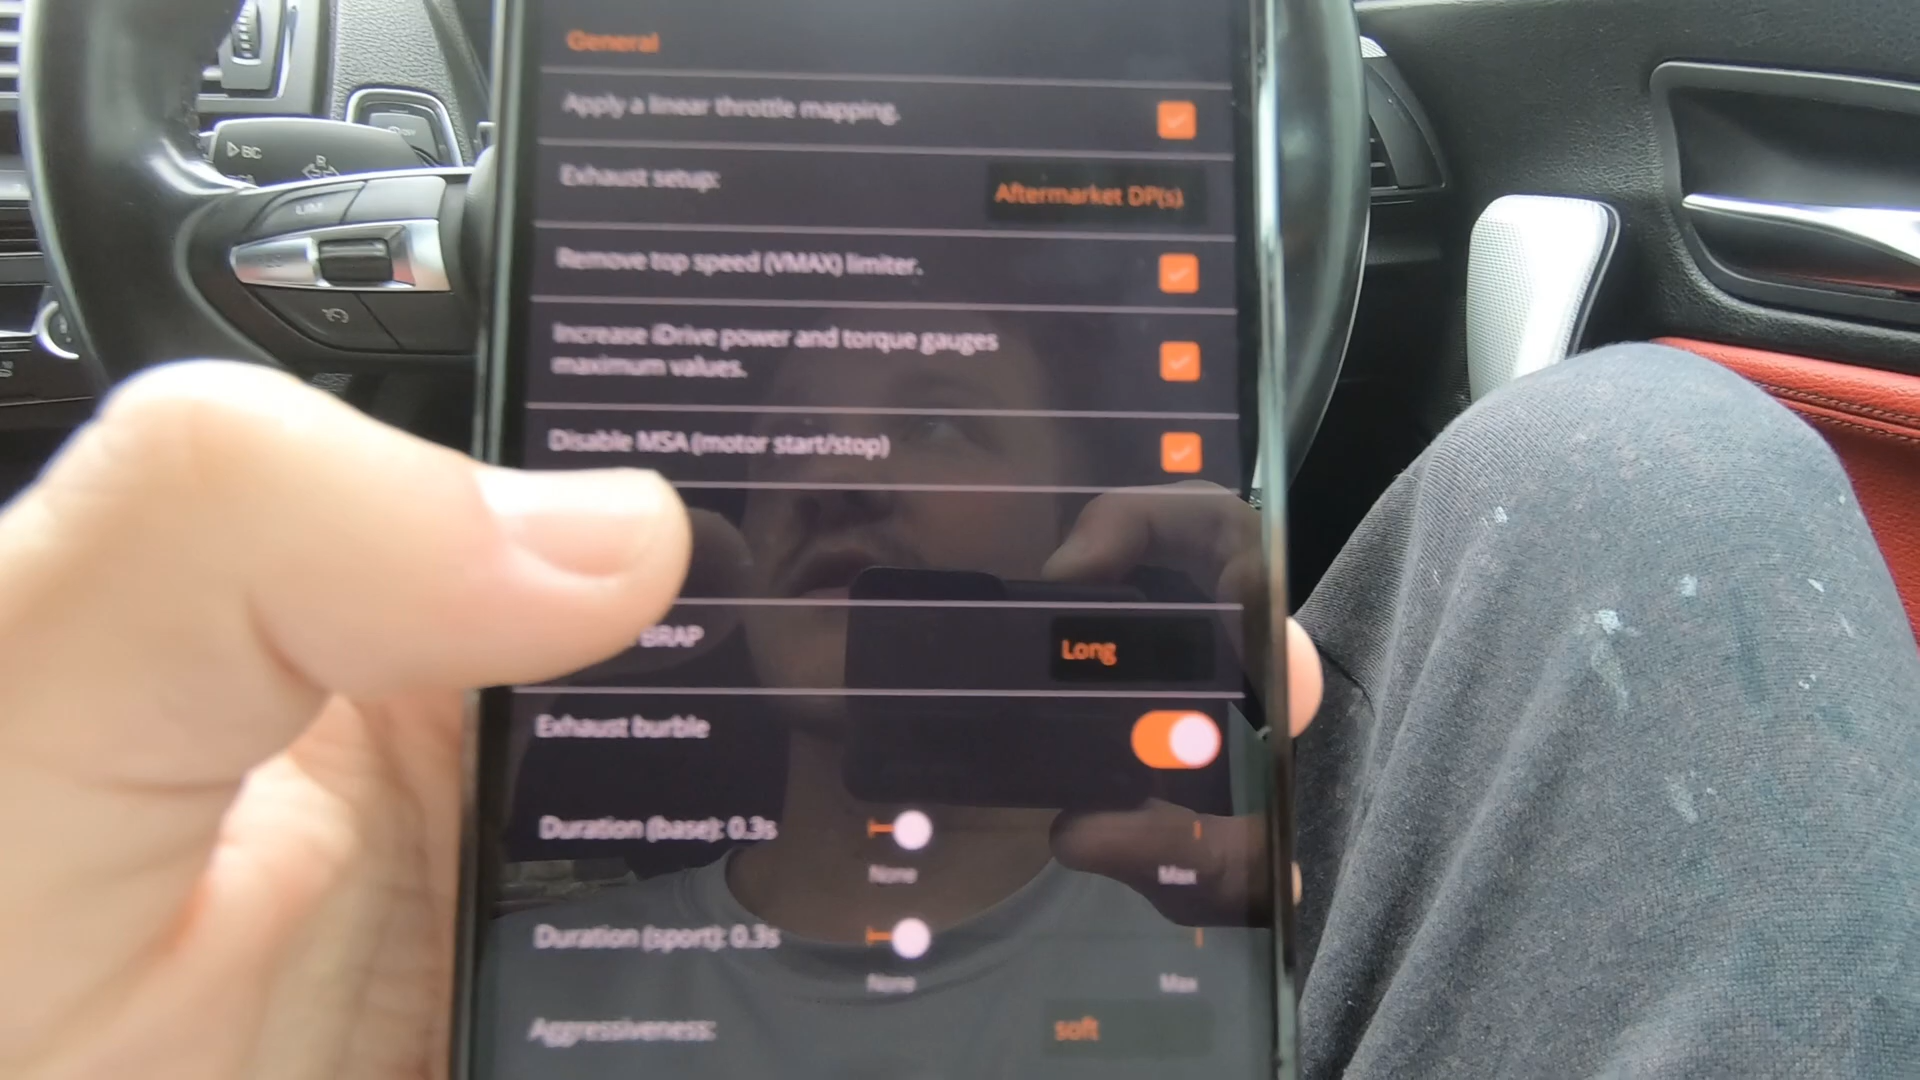 General
Apply a linear throttle mapping.
Exhaust setup:
Aftermarket DP(s)
Remove top speed (VMAX) limiter.
Increase iDrive power and torque gauges
maximum values.
Disable MSA (motor start/stop)
BRAP
Long
Exhaust burble
Duration (base): 0.3s
None
Max
Duration (sport): 0.3s
None
Max
Aggressiveness:
soft
BC
R
LIM